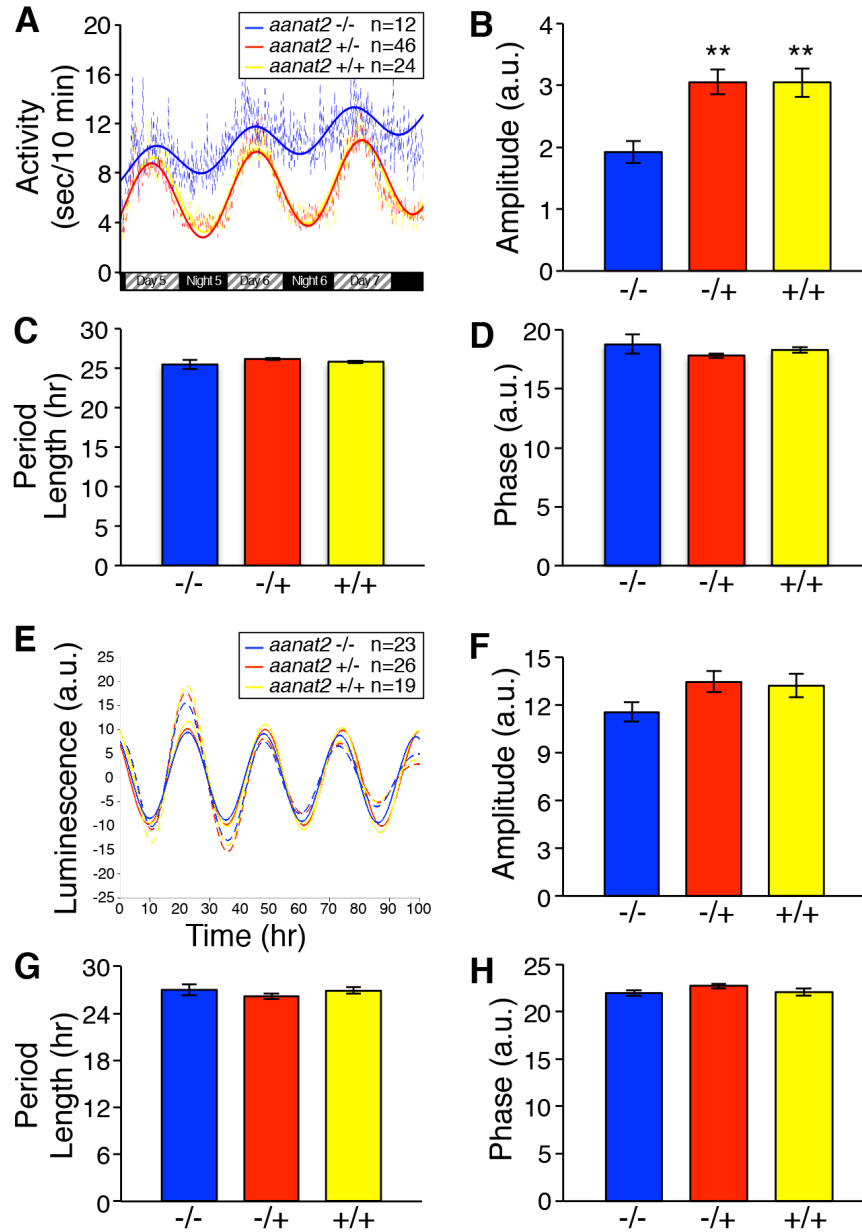 A
aanat2 -/- n=12
aanat2 +/- n=46
aanat2 +/+ n=24
Activity
(sec/10 min)
20
16
12
8
4
0
Day 5 Night 5 Day 6 Night 6 Day 7
B
** **
Amplitude (a.u.)
4
3
2
1
0
-/- -/+ +/+
C
Period
Length (hr)
30
25
20
15
10
5
0
-/- -/+ +/+
D
Phase (a.u.)
20
15
10
5
0
-/- -/+ +/+
E
aanat2 -/- n=23
aanat2 +/- n=26
aanat2 +/+ n=19
Luminescence (a.u.)
25
20
15
10
5
0
-5
-10
-15
-20
-25
0 10 20 30 40 50 60 70 80 90 100
Time (hr)
F
Amplitude (a.u.)
15
12
9
6
3
0
-/- -/+ +/+
G
Period
Length (hr)
30
26
12
18
6
0
-/- -/+ +/+
H
Phase (a.u.)
25
20
15
10
5
0
-/- -/+ +/+